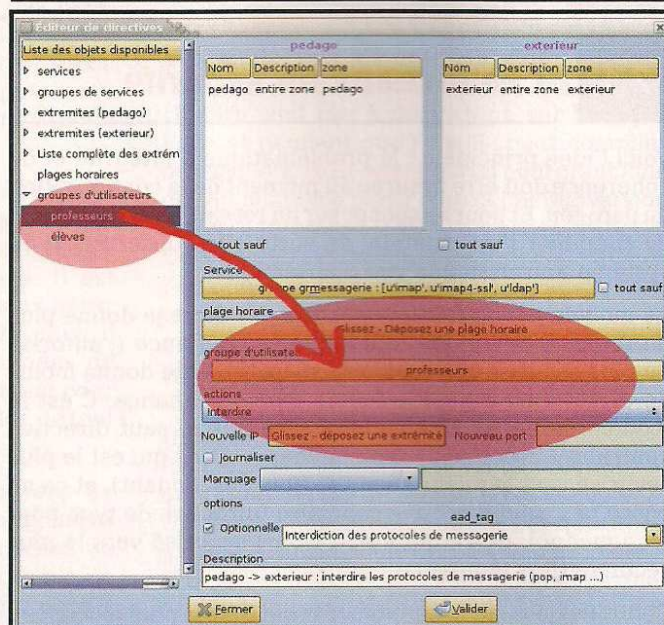 Éditeur de directives
Liste des objets disponibles
services
groupes de services
extremites (pedago)
extremites (exterieur)
Liste complète des extrém
plages horaires
groupes d'utilisateurs
professeurs
élèves
pedago
Nom Description zone
pedago entire zone pedago
tout sauf
exterieur
Nom Description zone
exterieur entire zone exterieur
tout sauf
Service
groupe grmessagerie : [u'imap', u'imap4-ssl', u'ldap']
tout sauf
plage horaire
Glissez - Déposez une plage horaire
groupe d'utilisate
professeurs
actions
Interdire
Nouvelle IP Glissez - déposez une extrémité Nouveau port
Journaliser
Marquage
options
ead_tag
Optionnelle Interdiction des protocoles de messagerie
Description
pedago -> exterieur : interdire les protocoles de messagerie (pop, imap ...)
Fermer
Valider